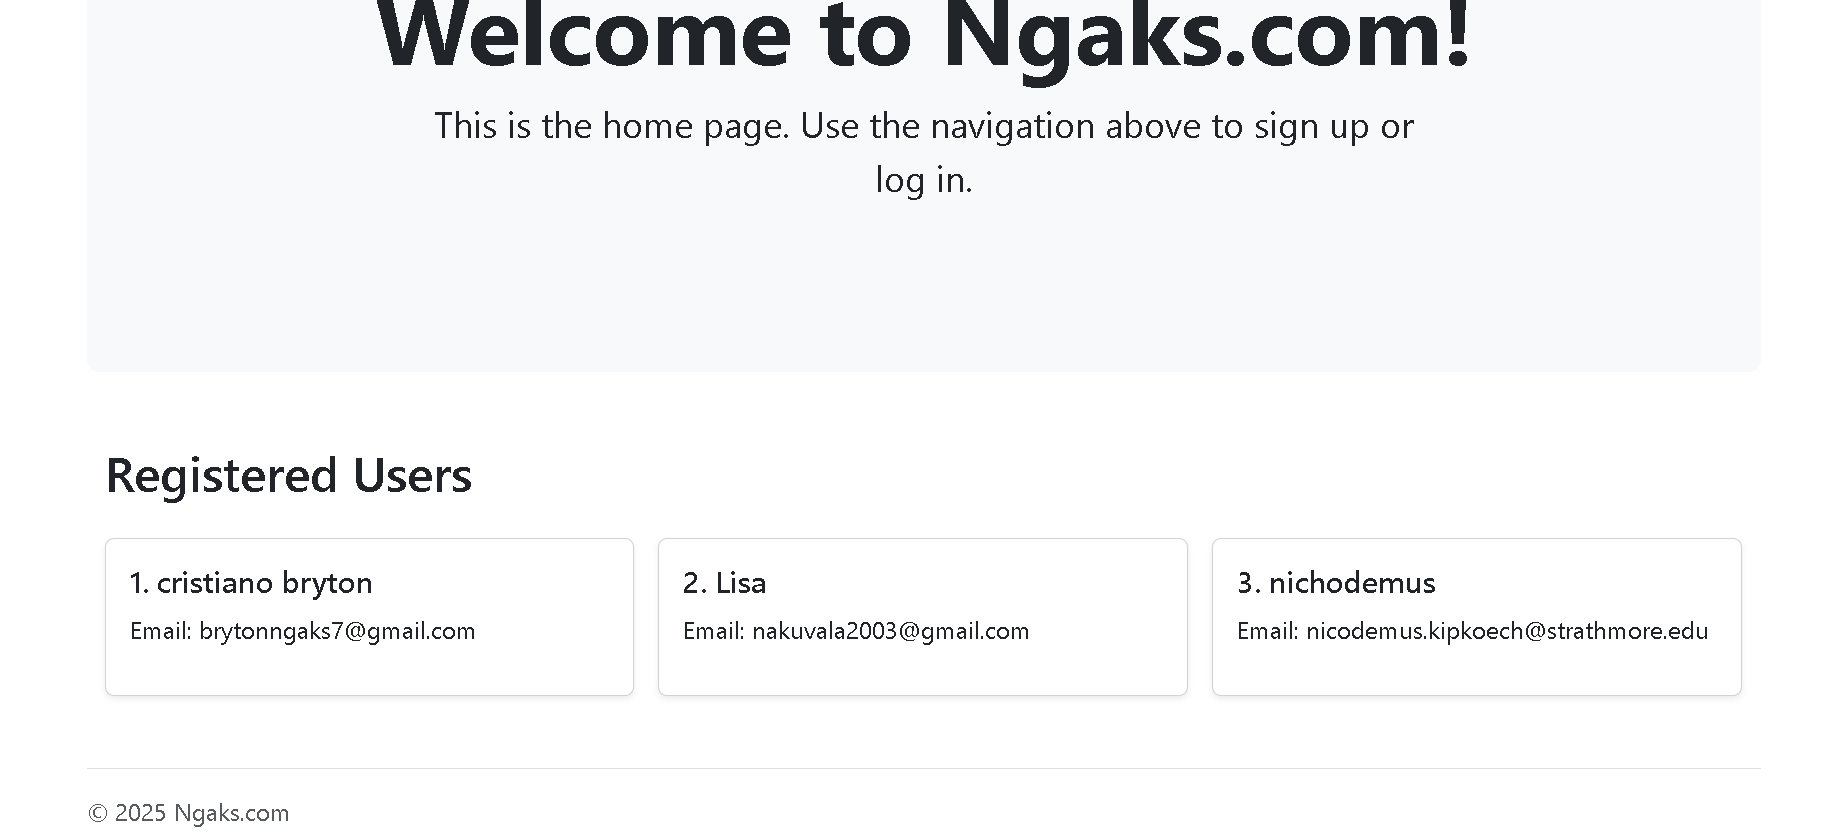 Welcome to Ngaks.com!
This is the home page. Use the navigation above to sign up or
log in.
Registered Users
1. cristiano bryton
Email: brytonngaks7@gmail.com
2. Lisa
Email: nakuvala2003@gmail.com
3. nichodemus
Email: nicodemus.kipkoech@strathmore.edu
© 2025 Ngaks.com